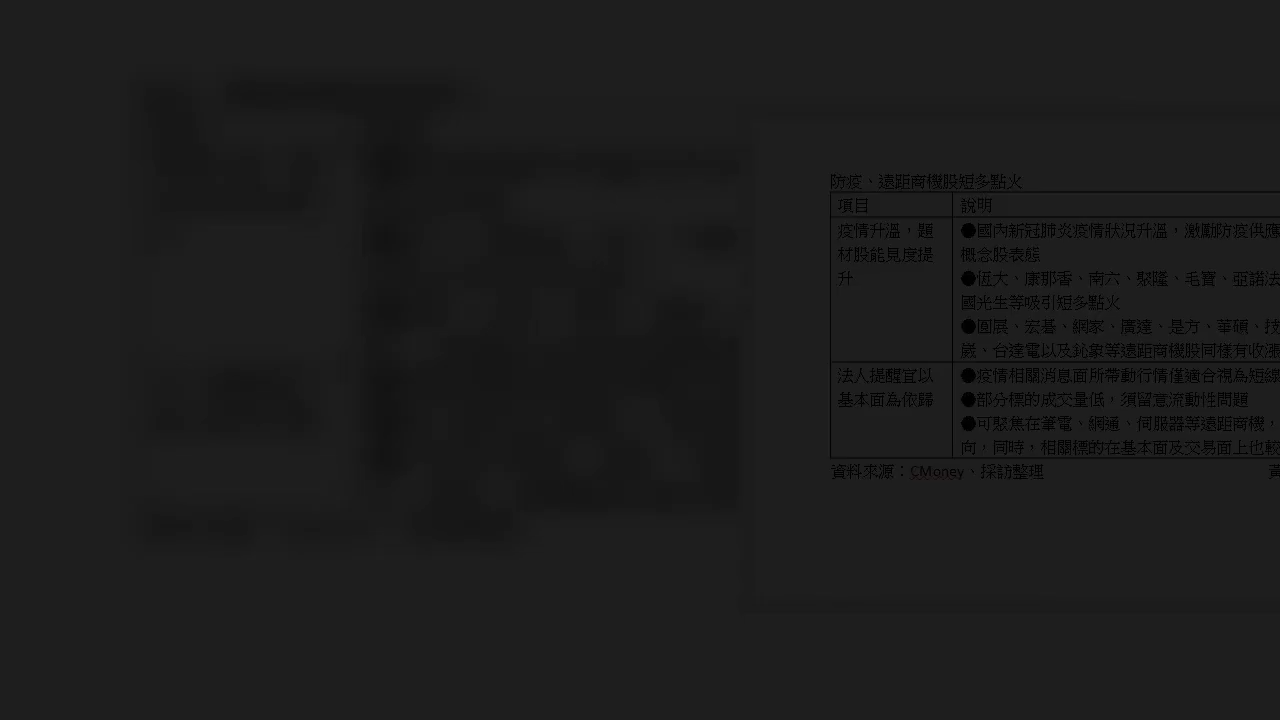 防疫、遠距商機股短多點火
項目
說明
疫情升溫，題
材股能見度提
升
●國內新冠肺炎疫情狀況升溫，激勵防疫供應
概念股表態
●恆大、康那香、南六、聚隆、毛寶、亞諾法
國光生等吸引短多點火
●圓展、宏碁、網家、廣達、是方、華碩、技
嵗、台達電以及鈊象等遠距商機股同樣有收漲
法人提醒宜以
基本面為依歸
●疫情相關消息面所帶動行情僅適合視為短線
●部分標的成交量低，須留意流動性問題
●可聚焦在筆電、網通、伺服器等遠距商機，
向，同時，相關標的在基本面及交易面上也較
資料來源：CMoney、採訪整理